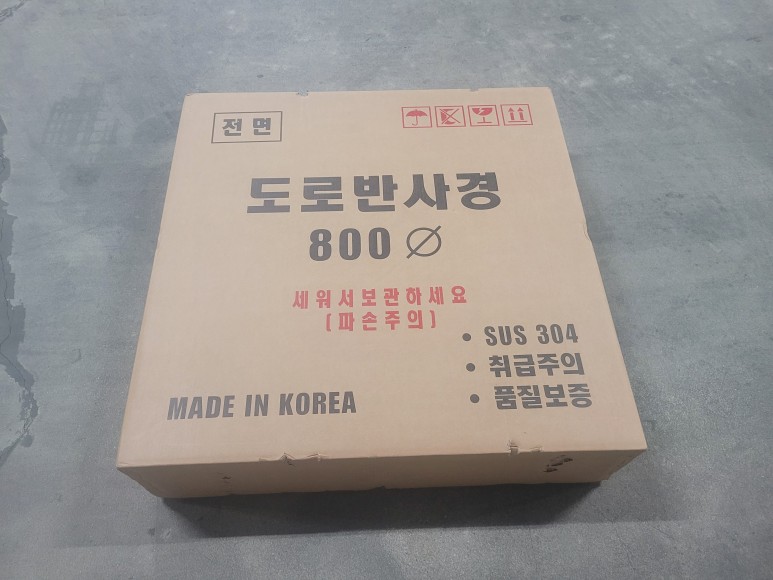 전면
도로반사경
800 ∅
세워서보관하세요
(파손주의)
• SUS 304
• 취급주의
• 품질보증
MADE IN KOREA